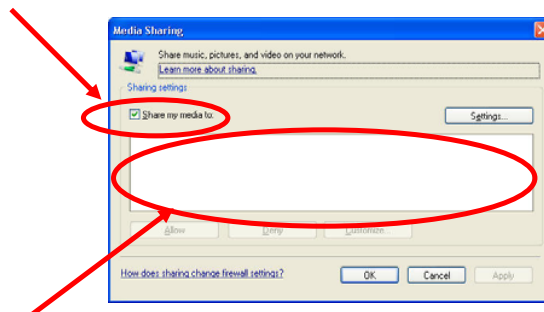 Media Sharing
Share music, pictures, and video on your network.
Learn more about sharing.
Sharing settings
Share my media to:
Settings...
Allow
Deny
Customize...
How does sharing change firewall settings?
OK
Cancel
Apply